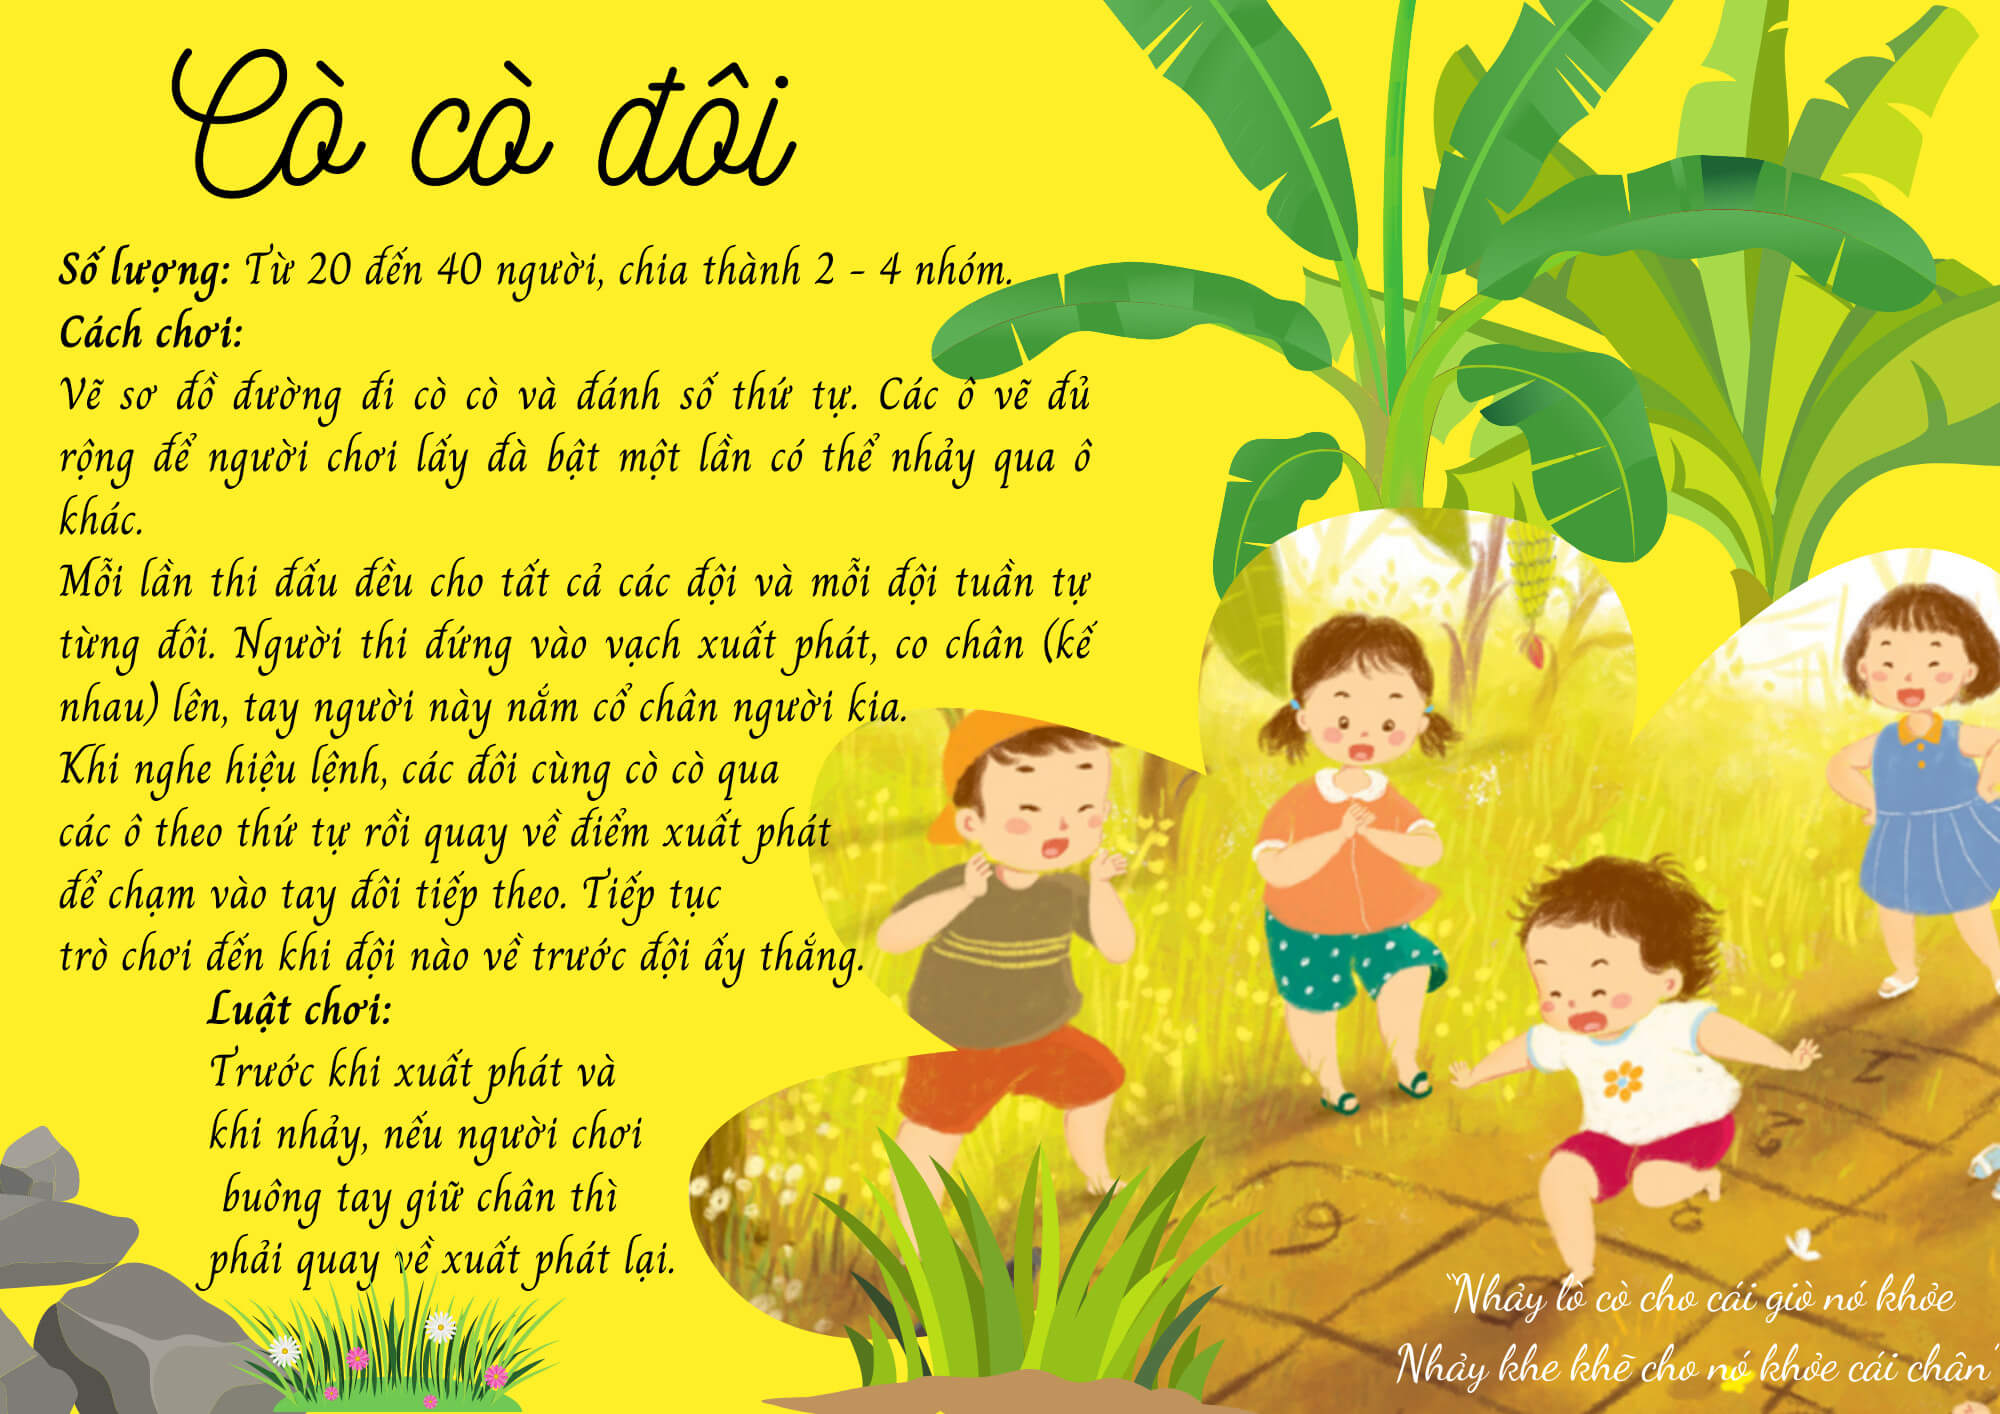 Cò cò đôi
Số lượng: Từ 20 đến 40 người, chia thành 2 - 4 nhóm.
Cách chơi:
Vẽ sơ đồ đường đi cò cò và đánh số thứ tự. Các ô vẽ đủ
rộng để người chơi lấy đà bật một lần có thể nhảy qua ô
khác.
Mỗi lần thi đấu đều cho tất cả các đội và mỗi đội tuần tự
từng đôi. Người thi đứng vào vạch xuất phát, co chân (kế
nhau) lên, tay người này nắm cổ chân người kia.
Khi nghe hiệu lệnh, các đôi cùng cò cò qua
các ô theo thứ tự rồi quay về điểm xuất phát
để chạm vào tay đôi tiếp theo. Tiếp tục
trò chơi đến khi đội nào về trước đội ấy thắng.
Luật chơi:
Trước khi xuất phát và
khi nhảy, nếu người chơi
buông tay giữ chân thì
phải quay về xuất phát lại.
“Nhảy lò cò cho cái giò nó khỏe
Nhảy khe khẽ cho nó khỏe cái chân"